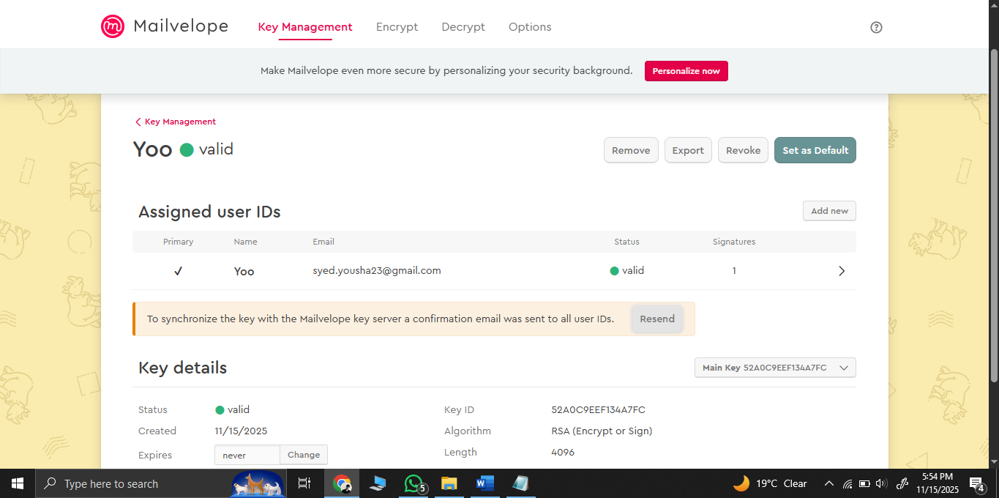 Mailvelope Key Management Encrypt Decrypt Options
Make Mailvelope even more secure by personalizing your security background. Personalize now
Key Management
Yoo valid Remove Export Revoke Set as Default
Assigned user IDs Add new
Primary Name Email Status Signatures
Yoo syed.yousha23@gmail.com valid 1
To synchronize the key with the Mailvelope key server a confirmation email was sent to all user IDs. Resend
Key details Main Key 52A0C9EEF134A7FC
Status valid Key ID 52A0C9EEF134A7FC
Created 11/15/2025 Algorithm RSA (Encrypt or Sign)
Expires never Change Length 4096
Type here to search 5 19°C Clear 5:54 PM
11/15/2025 4